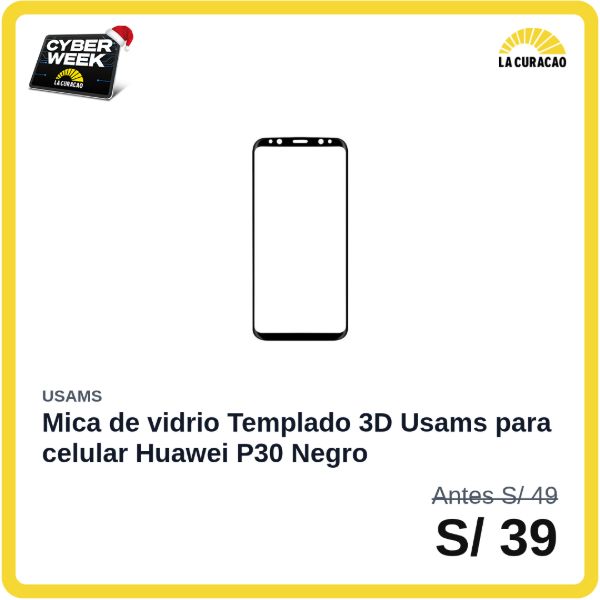 CYBER
WEEK
LA CURACAO
LA CURACAO
USAMS
Mica de vidrio Templado 3D Usams para
celular Huawei P30 Negro
Antes S/ 49
S/ 39